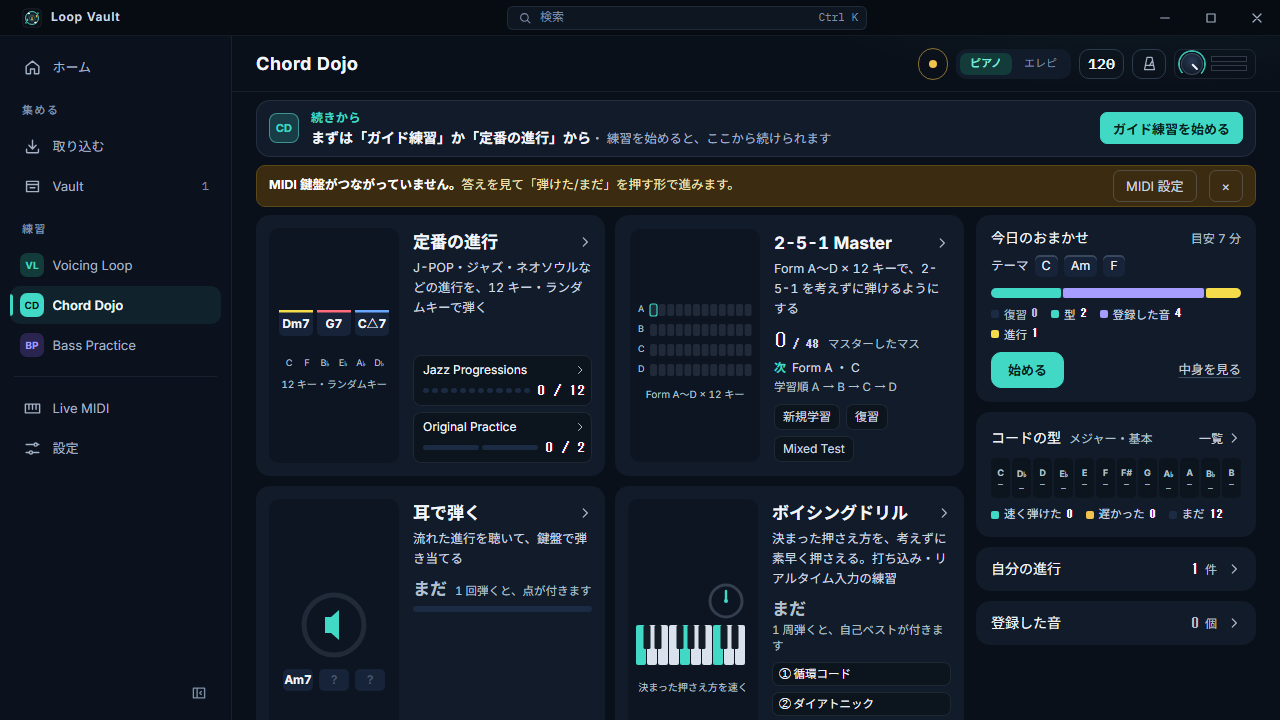 Loop Vault
検索
Ctrl K
ホーム
集める
取り込む
Vault 1
練習
VL Voicing Loop
CD Chord Dojo
BP Bass Practice
Live MIDI
設定
Chord Dojo
ピアノ エレピ
120
CD
続きから
まずは「ガイド練習」か「定番の進行」から・ 練習を始めると、ここから続けられます
ガイド練習を始める
MIDI 鍵盤がつながっていません。答えを見て「弾けた/まだ」を押す形で進みます。
MIDI 設定
×
Dm7 G7 C△7
C F B♭ E♭ A♭ D♭
12 キー・ランダムキー
定番の進行
J-POP・ジャズ・ネオソウルな
どの進行を、12 キー・ランダ
ムキーで弾く
Jazz Progressions
0 / 12
Original Practice
0 / 2
A
B
C
D
Form A〜D × 12 キー
2-5-1 Master
Form A〜D × 12 キーで、2-
5-1 を考えずに弾けるように
する
0 / 48 マスターしたマス
次 Form A ・ C
学習順 A → B → C → D
新規学習 復習
Mixed Test
今日のおまかせ 目安 7 分
テーマ C Am F
復習 0 型 2 登録した音 4
進行 1
始める 中身を見る
コードの型 メジャー・基本 一覧
C D♭ D E♭ E F F# G A♭ A B♭ B
– – – – – – – – – – – –
速く弾けた 0 遅かった 0 まだ 12
自分の進行 1 件
登録した音 0 個
Am7 ? ?
耳で弾く
流れた進行を聴いて、鍵盤で弾
き当てる
まだ 1 回弾くと、点が付きます
決まった押さえ方を速く
ボイシングドリル
決まった押さえ方を、考えずに
素早く押さえる。打ち込み・リ
アルタイム入力の練習
まだ
1 周弾くと、自己ベストが付きま
す
① 循環コード
② ダイアトニック